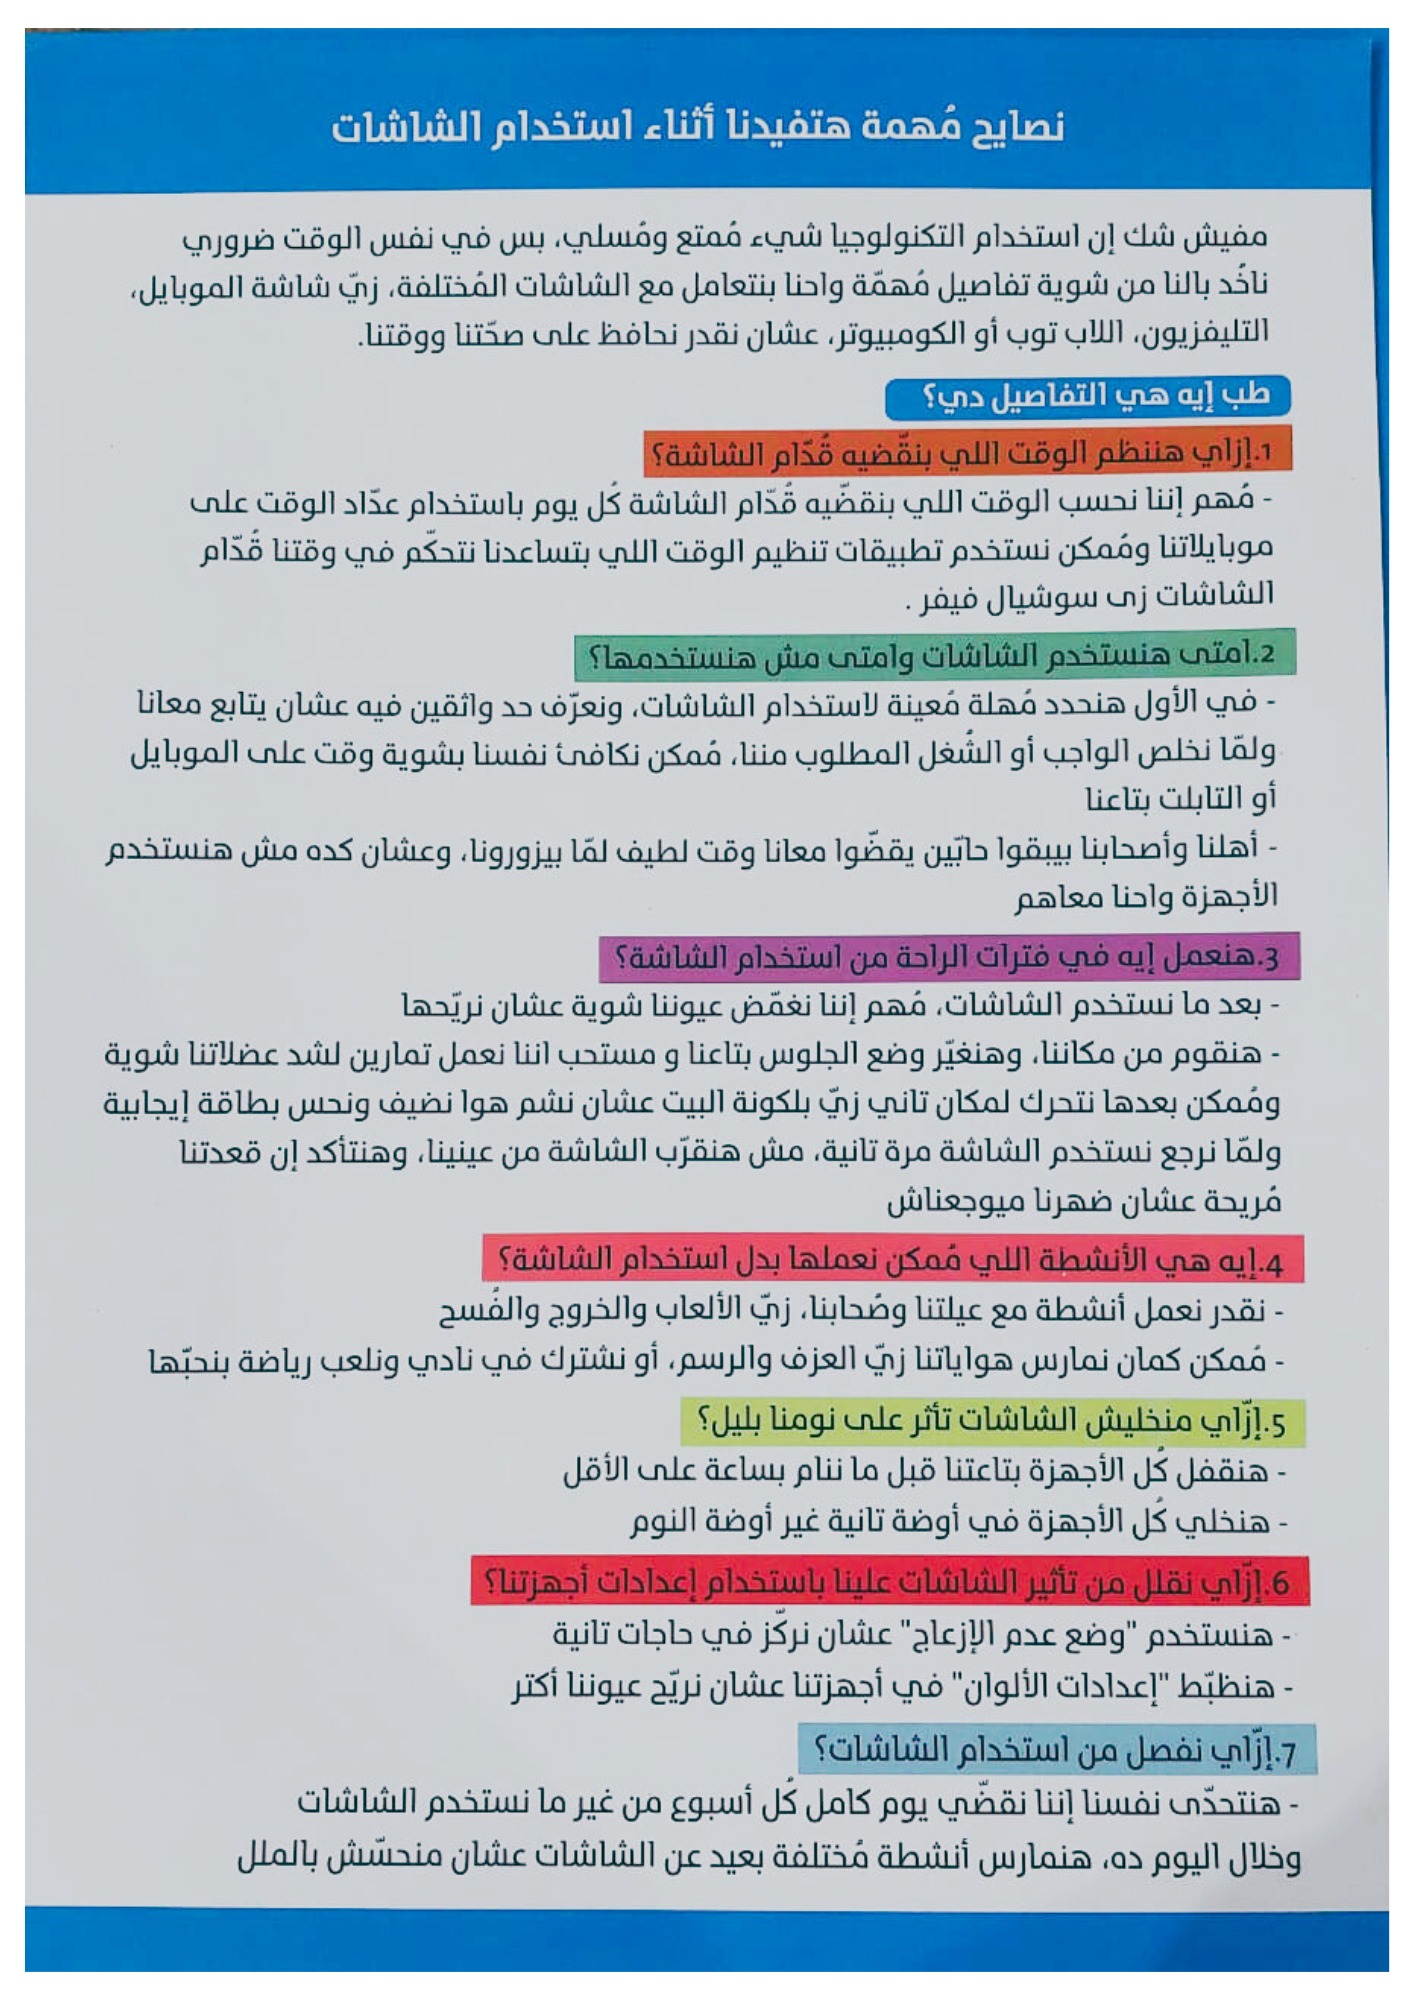 نصايح مُهمة هتفيدنا أثناء استخدام الشاشات
مفيش شك إن استخدام التكنولوجيا شيء مُمتع ومُسلي، بس في نفس الوقت ضروري
ناخُد بالنا من شوية تفاصيل مُهمّة واحنا بنتعامل مع الشاشات المُختلفة، زيّ شاشة الموبايل،
التليفزيون، اللاب توب أو الكومبيوتر، عشان نقدر نحافظ على صحّتنا ووقتنا.
طب إيه هي التفاصيل دي؟
1.إزاي هننظم الوقت اللي بنقّضيه قُدّام الشاشة؟
- مُهم إننا نحسب الوقت اللي بنقضّيه قُدّام الشاشة كُل يوم باستخدام عدّاد الوقت على
موبايلاتنا ومُمكن نستخدم تطبيقات تنظيم الوقت اللي بتساعدنا نتحكّم في وقتنا قُدّام
الشاشات زى سوشيال فيفر .
2.امتى هنستخدم الشاشات وامتى مش هنستخدمها؟
- في الأول هنحدد مُهلة مُعينة لاستخدام الشاشات، ونعرّف حد واثقين فيه عشان يتابع معانا
ولمّا نخلص الواجب أو الشُغل المطلوب مننا، مُمكن نكافئ نفسنا بشوية وقت على الموبايل
أو التابلت بتاعنا
- أهلنا وأصحابنا بيبقوا حابّين يقضّوا معانا وقت لطيف لمّا بيزورونا، وعشان كده مش هنستخدم
الأجهزة واحنا معاهم
3.هنعمل إيه في فترات الراحة من استخدام الشاشة؟
- بعد ما نستخدم الشاشات، مُهم إننا نغمّض عيوننا شوية عشان نريّحها
- هنقوم من مكاننا، وهنغيّر وضع الجلوس بتاعنا و مستحب اننا نعمل تمارين لشد عضلاتنا شوية
ومُمكن بعدها نتحرك لمكان تاني زيّ بلكونة البيت عشان نشم هوا نضيف ونحس بطاقة إيجابية
ولمّا نرجع نستخدم الشاشة مرة تانية، مش هنقرّب الشاشة من عينينا، وهنتأكد إن قعدتنا
مُريحة عشان ضهرنا ميوجعناش
4.إيه هي الأنشطة اللي مُمكن نعملها بدل استخدام الشاشة؟
- نقدر نعمل أنشطة مع عيلتنا وصُحابنا، زيّ الألعاب والخروج والفُسح
- مُمكن كمان نمارس هواياتنا زيّ العزف والرسم، أو نشترك في نادي ونلعب رياضة بنحبّها
5.إزّاي منخليش الشاشات تأثر على نومنا بليل؟
- هنقفل كُل الأجهزة بتاعتنا قبل ما ننام بساعة على الأقل
- هنخلي كُل الأجهزة في أوضة تانية غير أوضة النوم
6.إزّاي نقلل من تأثير الشاشات علينا باستخدام إعدادات أجهزتنا؟
- هنستخدم "وضع عدم الإزعاج" عشان نركّز في حاجات تانية
- هنظبّط "إعدادات الألوان" في أجهزتنا عشان نريّح عيوننا أكتر
7.إزّاي نفصل من استخدام الشاشات؟
- هنتحدّى نفسنا إننا نقضّي يوم كامل كُل أسبوع من غير ما نستخدم الشاشات
وخلال اليوم ده، هنمارس أنشطة مُختلفة بعيد عن الشاشات عشان منحسّش بالملل